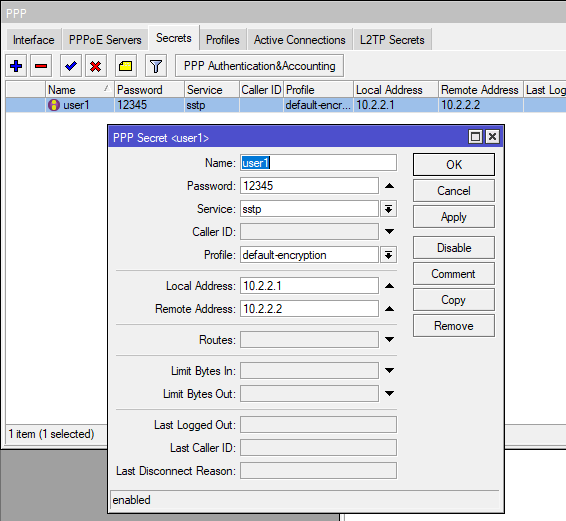 PPP
Interface PPPoE Servers Secrets Profiles Active Connections L2TP Secrets
PPP Authentication&Accounting
Name Password Service Caller ID Profile Local Address Remote Address Last Log
user1 12345 sstp default-encr... 10.2.2.1 10.2.2.2
PPP Secret <user1>
Name: user1 OK
Password: 12345 Cancel
Service: sstp Apply
Caller ID:
Profile: default-encryption Disable
Comment
Local Address: 10.2.2.1 Copy
Remote Address: 10.2.2.2 Remove
Routes:
Limit Bytes In:
Limit Bytes Out:
Last Logged Out:
Last Caller ID:
Last Disconnect Reason:
1 item (1 selected)
enabled